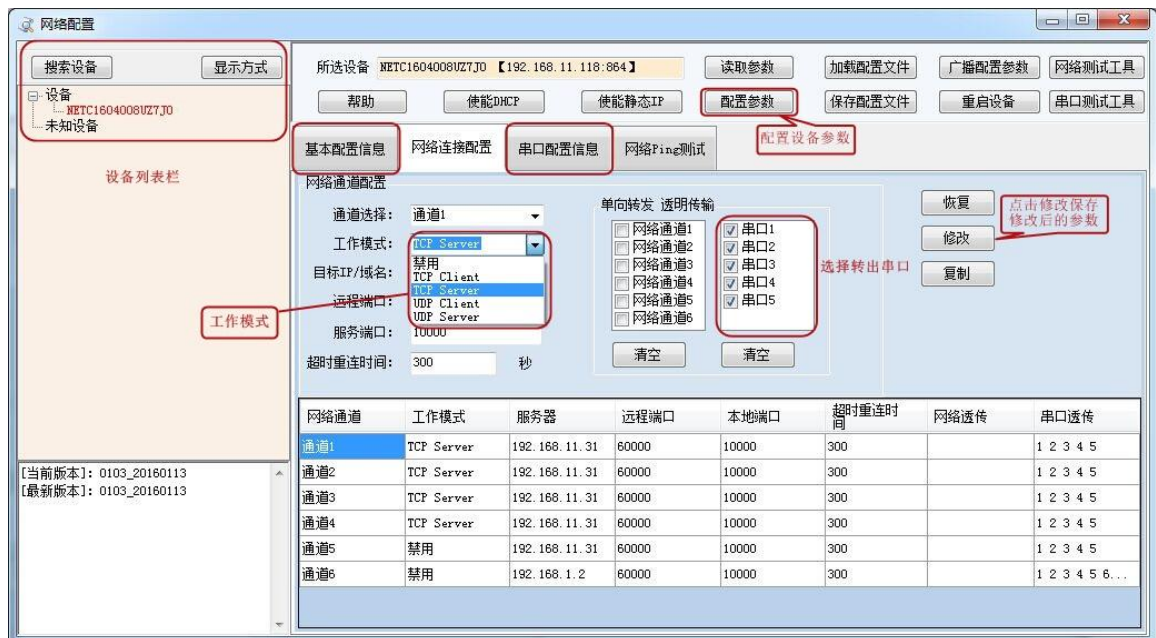 网络配置
搜索设备 显示方式
设备
NETC1604008UZ7J0
未知设备
设备列表栏
所选设备 NETC1604008UZ7J0 【192.168.11.118:864】 读取参数 加载配置文件 广播配置参数 网络测试工具
帮助 使能DHCP 使能静态IP 配置参数 保存配置文件 重启设备 串口测试工具
配置设备参数
基本配置信息 网络连接配置 串口配置信息 网络Ping测试
网络通道配置
通道选择: 通道1
工作模式: TCP Server
禁用
TCP Client
TCP Server
UDP Client
UDP Server
目标IP/域名:
远程端口:
服务端口: 10000
超时重连时间: 300 秒
工作模式
单向转发 透明传输
网络通道1 串口1
网络通道2 串口2
网络通道3 串口3
网络通道4 串口4
网络通道5 串口5
网络通道6
清空 清空
选择转出串口
恢复
修改
复制
点击修改保存
修改后的参数
网络通道 工作模式 服务器 远程端口 本地端口 超时重连时间 网络透传 串口透传
通道1 TCP Server 192.168.11.31 60000 10000 300 1 2 3 4 5
通道2 TCP Server 192.168.11.31 60000 10000 300 1 2 3 4 5
通道3 TCP Server 192.168.11.31 60000 10000 300 1 2 3 4 5
通道4 TCP Server 192.168.11.31 60000 10000 300 1 2 3 4 5
通道5 禁用 192.168.11.31 60000 10000 300 1 2 3 4 5
通道6 禁用 192.168.1.2 60000 10000 300 1 2 3 4 5 6...
[当前版本]: 0103_20160113
[最新版本]: 0103_20160113